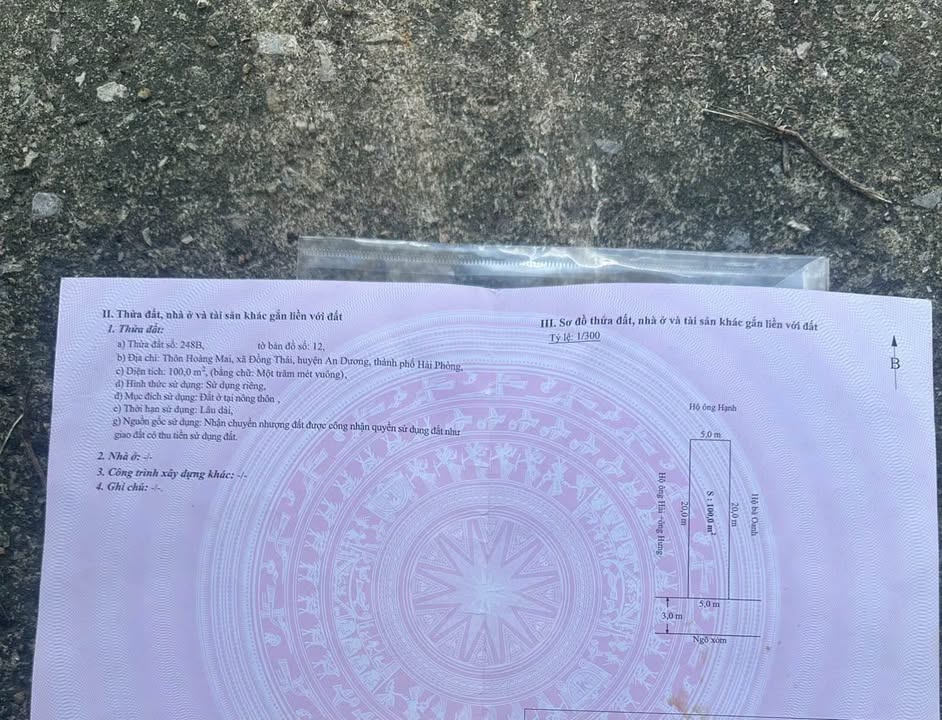 II. Thửa đất, nhà ở và tài sản khác gắn liền với đất
1. Thửa đất:
a) Thửa đất số: 248B, tờ bản đồ số: 12,
b) Địa chỉ: Thôn Hoàng Mai, xã Đồng Thái, huyện An Dương, thành phố Hải Phòng,
c) Diện tích: 100,0 m², (bằng chữ: Một trăm mét vuông),
d) Hình thức sử dụng: Sử dụng riêng,
đ) Mục đích sử dụng: Đất ở tại nông thôn ,
e) Thời hạn sử dụng: Lâu dài,
g) Nguồn gốc sử dụng: Nhận chuyển nhượng đất được công nhận quyền sử dụng đất như
giao đất có thu tiền sử dụng đất.
2. Nhà ở: -/-
3. Công trình xây dựng khác: -/-
4. Ghi chú: -/-.
III. Sơ đồ thửa đất, nhà ở và tài sản khác gắn liền với đất
Tỷ lệ: 1/300
B
Hộ ông Hạnh
5,0 m
Hộ ông Hải -ông Hưng
20,0 m
S : 100,0 m²
20,0 m
Hộ bà Oanh
5,0 m
3,0 m
Ngõ xóm